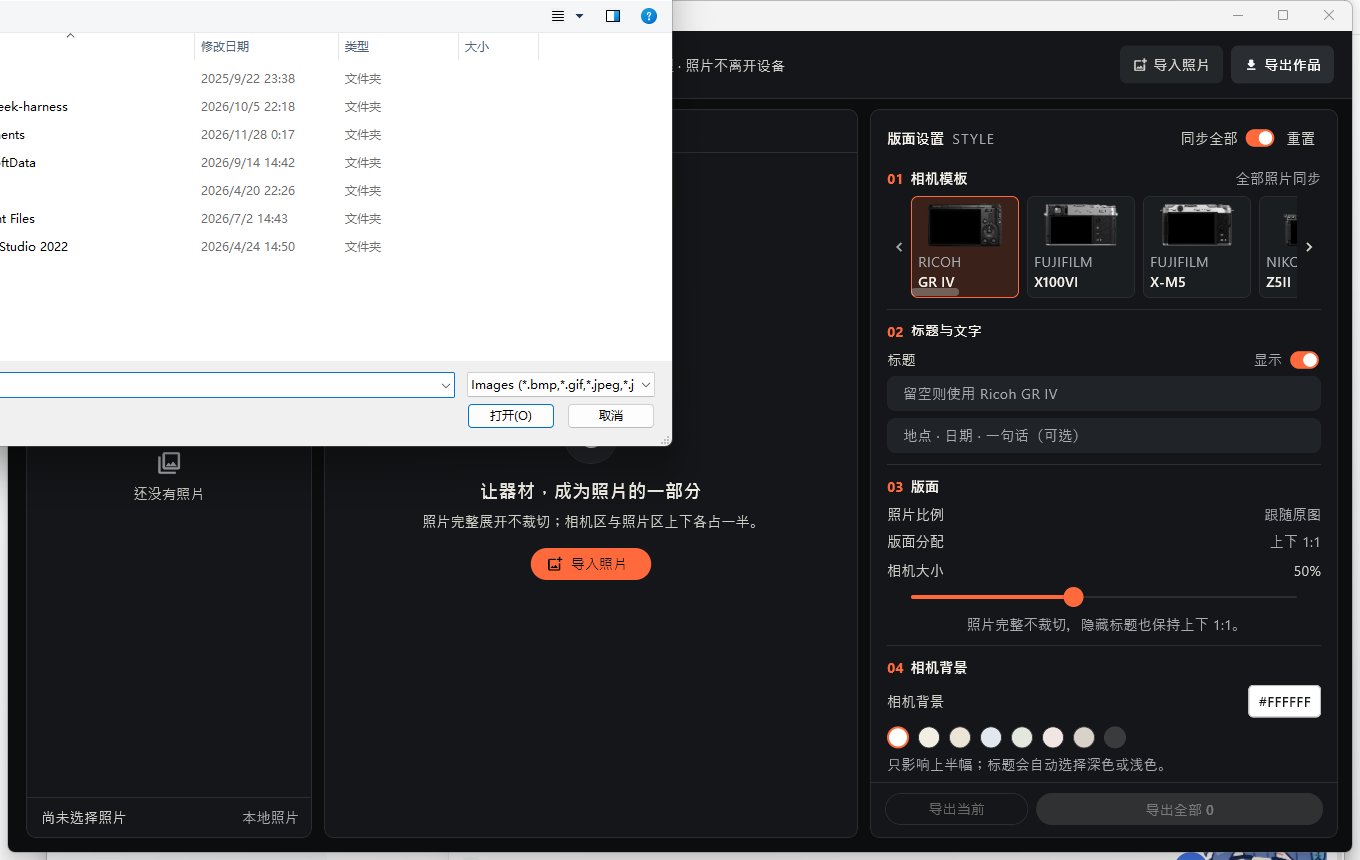 修改日期 类型 大小
2025/9/22 23:38 文件夹
eek-harness 2026/10/5 22:18 文件夹
ents 2026/11/28 0:17 文件夹
ftData 2026/9/14 14:42 文件夹
2026/4/20 22:26 文件夹
t Files 2026/7/2 14:43 文件夹
Studio 2022 2026/4/24 14:50 文件夹
Images (*.bmp,*.gif,*.jpeg,*.j
打开(O) 取消
· 照片不离开设备
导入照片 导出作品
还没有照片
尚未选择照片 本地照片
让器材，成为照片的一部分
照片完整展开不裁切；相机区与照片区上下各占一半。
导入照片
版面设置 STYLE 同步全部 重置
01 相机模板 全部照片同步
RICOH
GR IV
FUJIFILM
X100VI
FUJIFILM
X-M5
NIKO
Z5II
02 标题与文字
标题 显示
留空则使用 Ricoh GR IV
地点 · 日期 · 一句话（可选）
03 版面
照片比例 跟随原图
版面分配 上下 1:1
相机大小 50%
照片完整不裁切，隐藏标题也保持上下 1:1。
04 相机背景
相机背景 #FFFFFF
只影响上半幅；标题会自动选择深色或浅色。
导出当前 导出全部 0